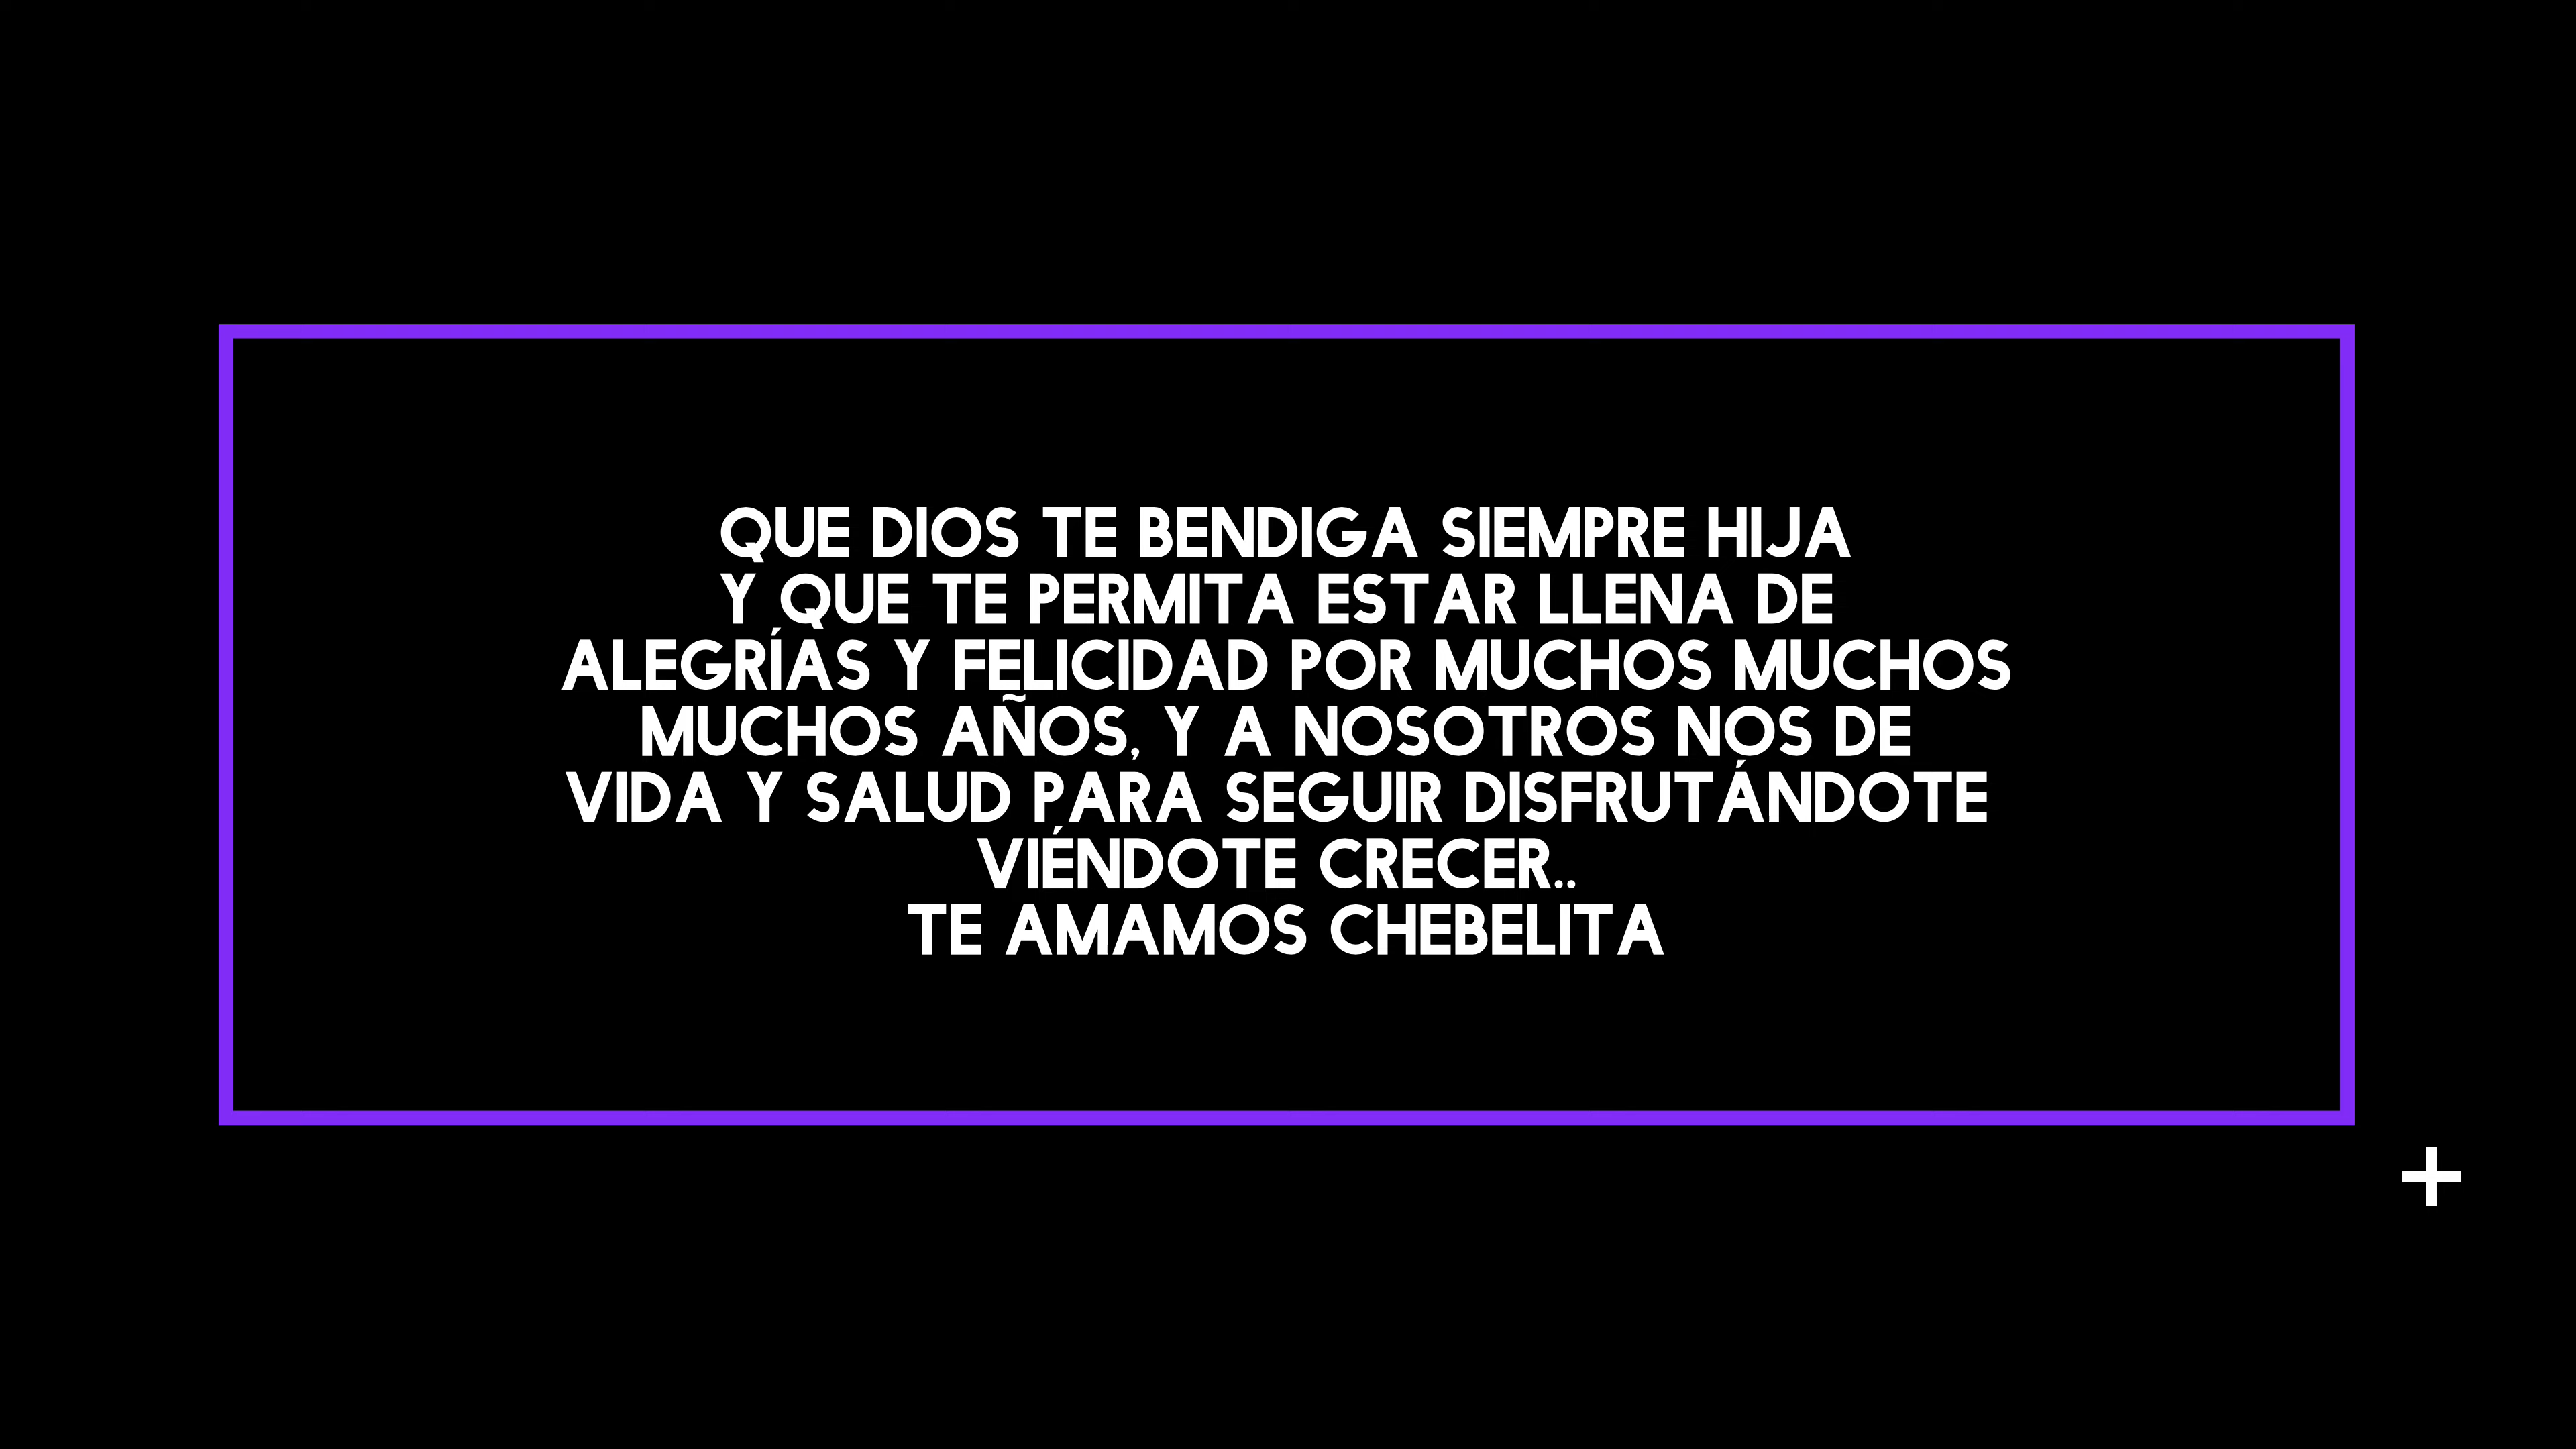 QUE DIOS TE BENDIGA SIEMPRE HIJA
Y QUE TE PERMITA ESTAR LLENA DE
ALEGRÍAS Y FELICIDAD POR MUCHOS MUCHOS
MUCHOS AÑOS, Y A NOSOTROS NOS DE
VIDA Y SALUD PARA SEGUIR DISFRUTÁNDOTE
VIÉNDOTE CRECER..
TE AMAMOS CHEBELITA